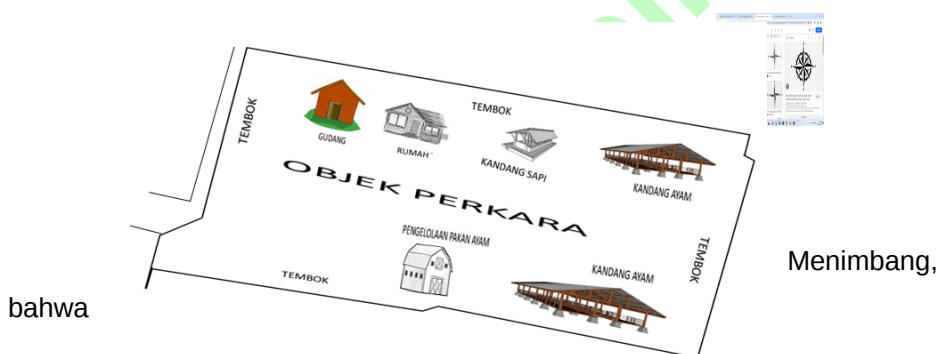 TEMBOK
TEMBOK
GUDANG
RUMAH
KANDANG SAPI
KANDANG AYAM
OBJEK PERKARA
PENGELOLAAN PAKAN AYAM
KANDANG AYAM
TEMBOK
TEMBOK
Menimbang,
bahwa